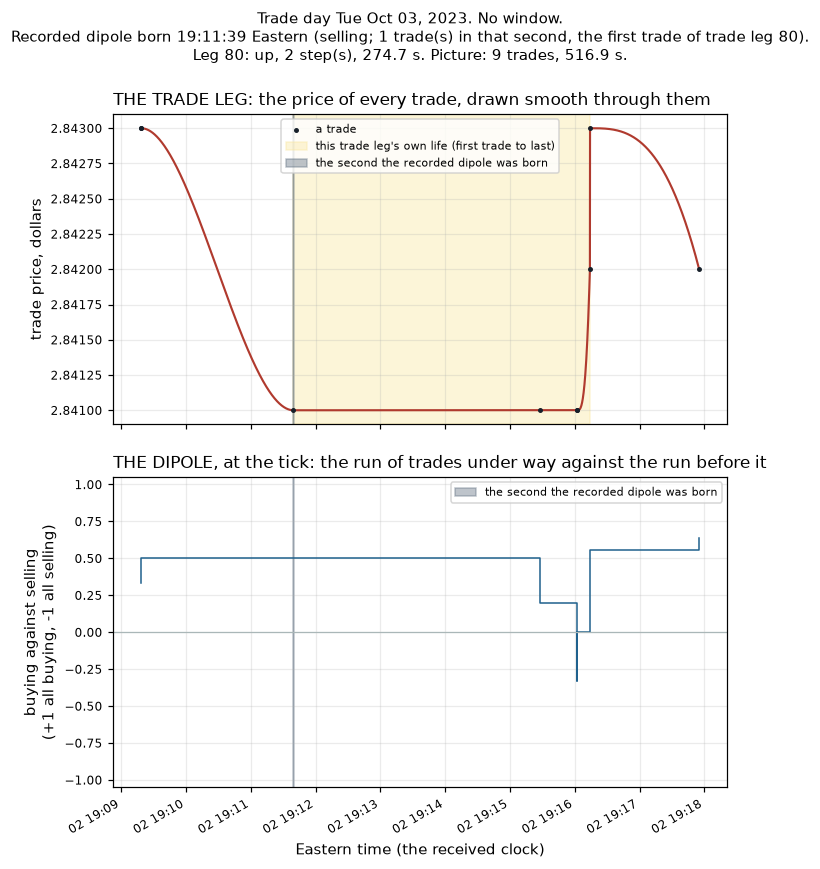 Trade day Tue Oct 03, 2023. No window.
Recorded dipole born 19:11:39 Eastern (selling; 1 trade(s) in that second, the first trade of trade leg 80).
Leg 80: up, 2 step(s), 274.7 s. Picture: 9 trades, 516.9 s.
THE TRADE LEG: the price of every trade, drawn smooth through them
trade price, dollars
2.84300
2.84275
2.84250
2.84225
2.84200
2.84175
2.84150
2.84125
2.84100
a trade
this trade leg's own life (first trade to last)
the second the recorded dipole was born
THE DIPOLE, at the tick: the run of trades under way against the run before it
buying against selling
(+1 all buying, -1 all selling)
1.00
0.75
0.50
0.25
0.00
−0.25
−0.50
−0.75
−1.00
the second the recorded dipole was born
02 19:09
02 19:10
02 19:11
02 19:12
02 19:13
02 19:14
02 19:15
02 19:16
02 19:17
02 19:18
Eastern time (the received clock)